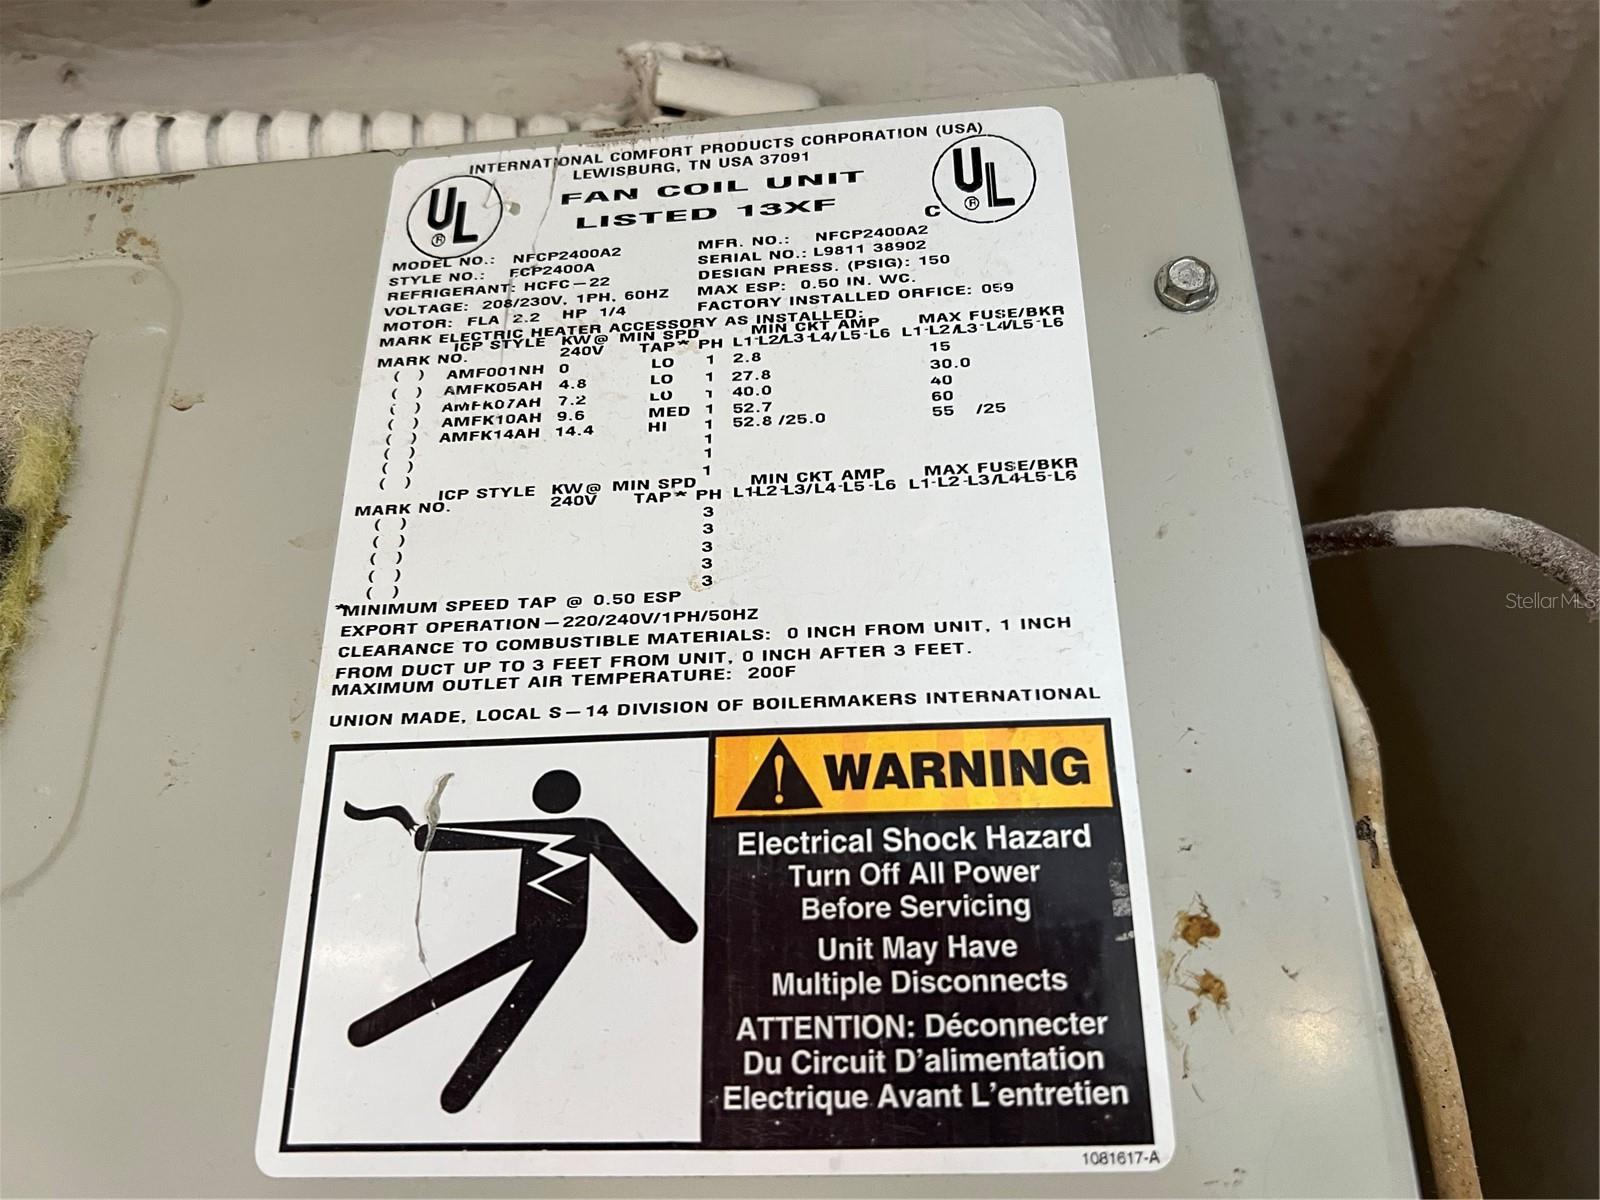 INTERNATIONAL COMFORT PRODUCTS CORPORATION (USA)
LEWISBURG, TN USA 37091
FAN COIL UNIT
LISTED 13XF
UL ®
C UL ®
MODEL NO.: NFCP2400A2
STYLE NO.: FCP2400A
REFRIGERANT: HCFC-22
VOLTAGE: 208/230V, 1PH, 60HZ
MOTOR: FLA 2.2 HP 1/4
MFR. NO.: NFCP2400A2
SERIAL NO.: L9811 38902
DESIGN PRESS. (PSIG): 150
MAX ESP: 0.50 IN. WC.
FACTORY INSTALLED ORFICE: 059
MARK ELECTRIC HEATER ACCESSORY AS INSTALLED:
ICP STYLE KW@ MIN SPD MIN CKT AMP MAX FUSE/BKR
MARK NO. 240V TAP* PH L1-L2/L3-L4/L5-L6 L1-L2/L3-L4/L5-L6
( ) AMF001NH 0 LO 1 2.8 15
( ) AMFK05AH 4.8 LO 1 27.8 30.0
( ) AMFK07AH 7.2 LO 1 40.0 40
( ) AMFK10AH 9.6 MED 1 52.7 60
( ) AMFK14AH 14.4 HI 1 52.8 /25.0 55 /25
( ) 1
( ) 1
( ) 1
ICP STYLE KW@ MIN SPD MIN CKT AMP MAX FUSE/BKR
MARK NO. 240V TAP* PH L1-L2-L3/L4-L5-L6 L1-L2-L3/L4-L5-L6
( ) 3
( ) 3
( ) 3
( ) 3
( ) 3
*MINIMUM SPEED TAP @ 0.50 ESP
EXPORT OPERATION-220/240V/1PH/50HZ
CLEARANCE TO COMBUSTIBLE MATERIALS: 0 INCH FROM UNIT, 1 INCH
FROM DUCT UP TO 3 FEET FROM UNIT, 0 INCH AFTER 3 FEET.
MAXIMUM OUTLET AIR TEMPERATURE: 200F
UNION MADE, LOCAL S-14 DIVISION OF BOILERMAKERS INTERNATIONAL
WARNING
Electrical Shock Hazard
Turn Off All Power
Before Servicing
Unit May Have
Multiple Disconnects
ATTENTION: Déconnecter
Du Circuit D'alimentation
Electrique Avant L'entretien
1081617-A
Stellar MLS